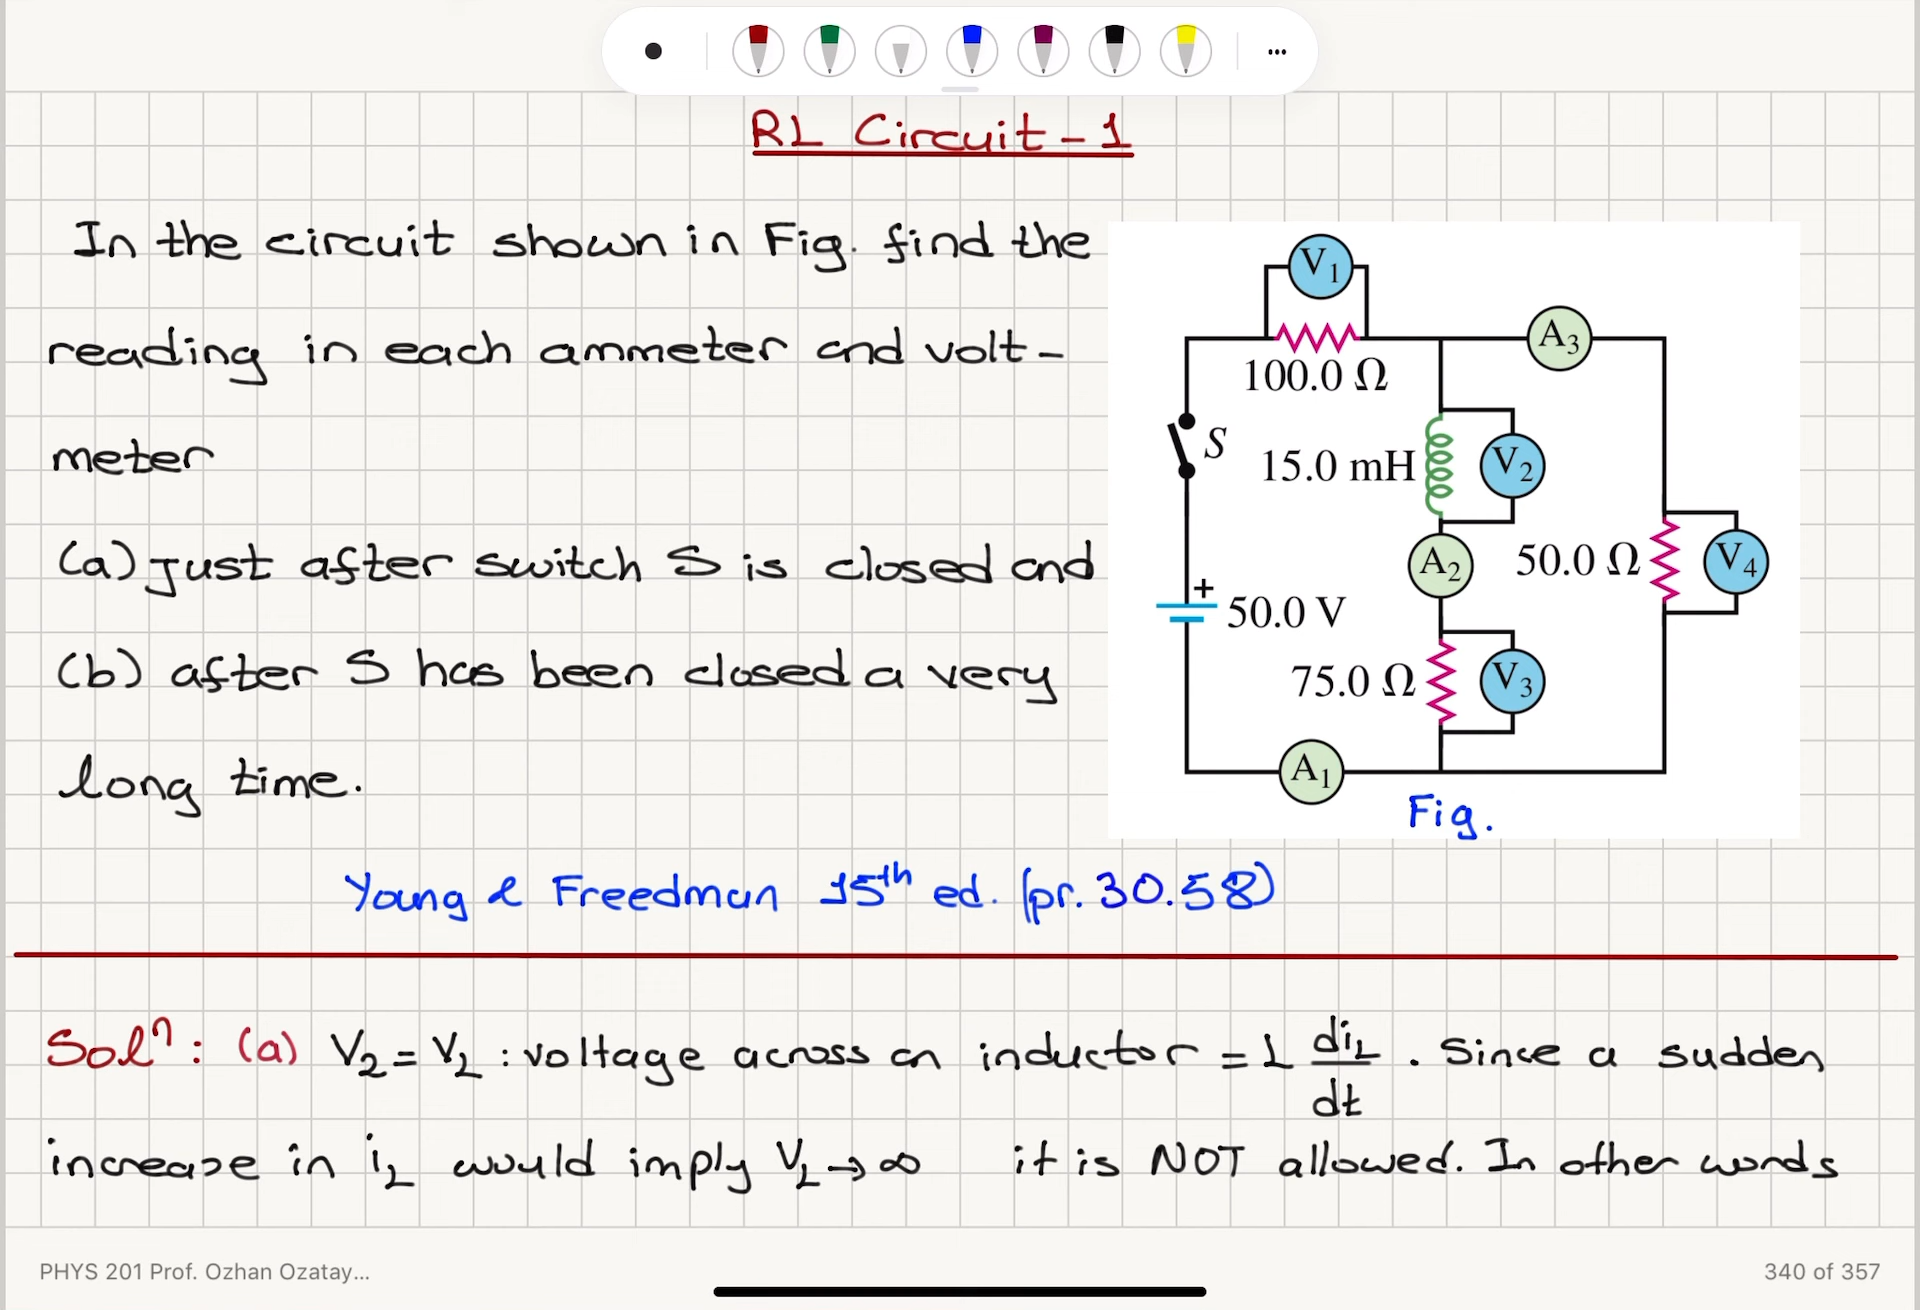 RL Circuit - 1
In the circuit shown in Fig. find the
reading in each ammeter and volt-
meter
(a) just after switch S is closed and
(b) after S has been closed a very
long time.
V₁
A₃
100.0 Ω
S
15.0 mH
V₂
A₂
50.0 Ω
V₄
+
50.0 V
75.0 Ω
V₃
A₁
Fig.
Young & Freedman 15th ed. (pr. 30.58)
Solⁿ: (a) V₂ = V_L : voltage across an inductor = L di_L/dt . Since a sudden
increase in i_L would imply V_L → ∞ it is NOT allowed. In other words
PHYS 201 Prof. Ozhan Ozatay...
340 of 357